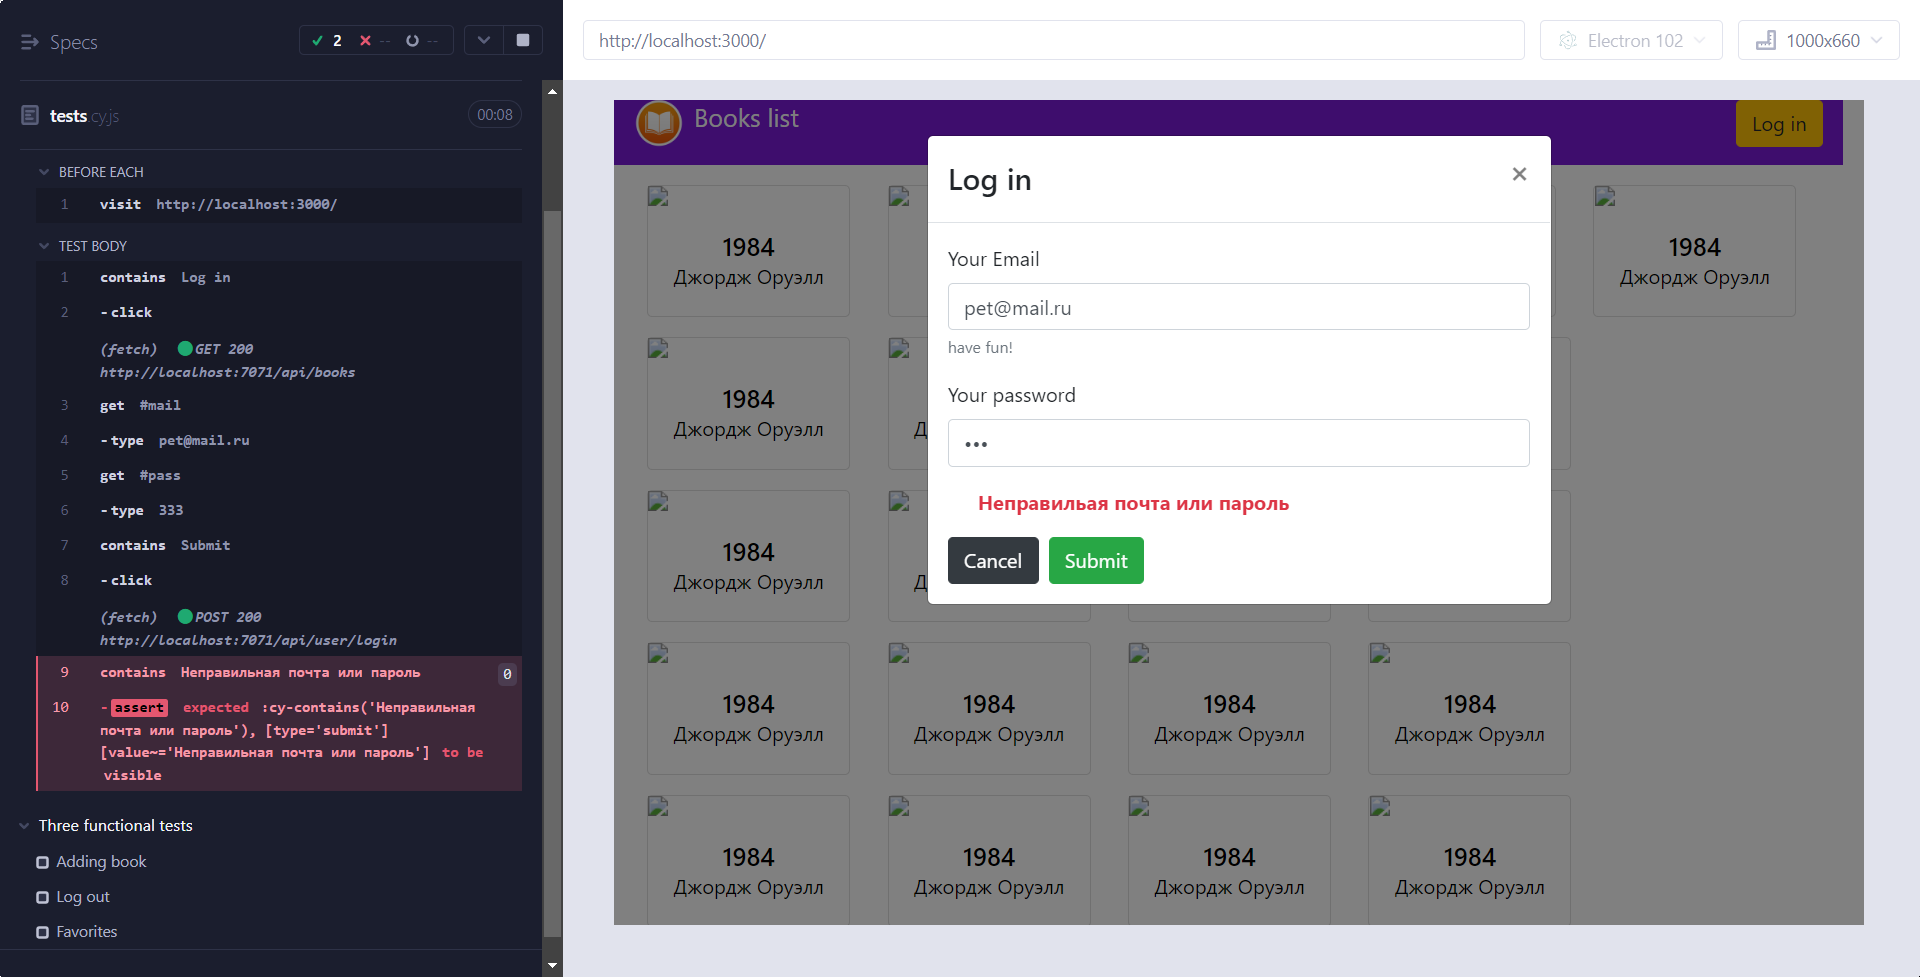 Specs
2
--
--
tests.cy.js
00:08
BEFORE EACH
1 visit http://localhost:3000/
TEST BODY
1 contains Log in
2 -click
(fetch) GET 200
http://localhost:7071/api/books
3 get #mail
4 -type pet@mail.ru
5 get #pass
6 -type 333
7 contains Submit
8 -click
(fetch) POST 200
http://localhost:7071/api/user/login
9 contains Неправильная почта или пароль 0
10 -assert expected :cy-contains('Неправильная
почта или пароль'), [type='submit']
[value~='Неправильная почта или пароль'] to be
visible
Three functional tests
Adding book
Log out
Favorites
http://localhost:3000/
Electron 102
1000x660
Books list
Log in
Log in
×
Your Email
pet@mail.ru
have fun!
Your password
•••
Неправильая почта или пароль
Cancel
Submit
1984
Джордж Оруэлл
1984
Джордж Оруэлл
1984
Джордж Оруэлл
Д
1984
Джордж Оруэлл
Д
1984
Джордж Оруэлл
1984
Джордж Оруэлл
1984
Джордж Оруэлл
1984
Джордж Оруэлл
1984
Джордж Оруэлл
1984
Джордж Оруэлл
1984
Джордж Оруэлл
1984
Джордж Оруэлл